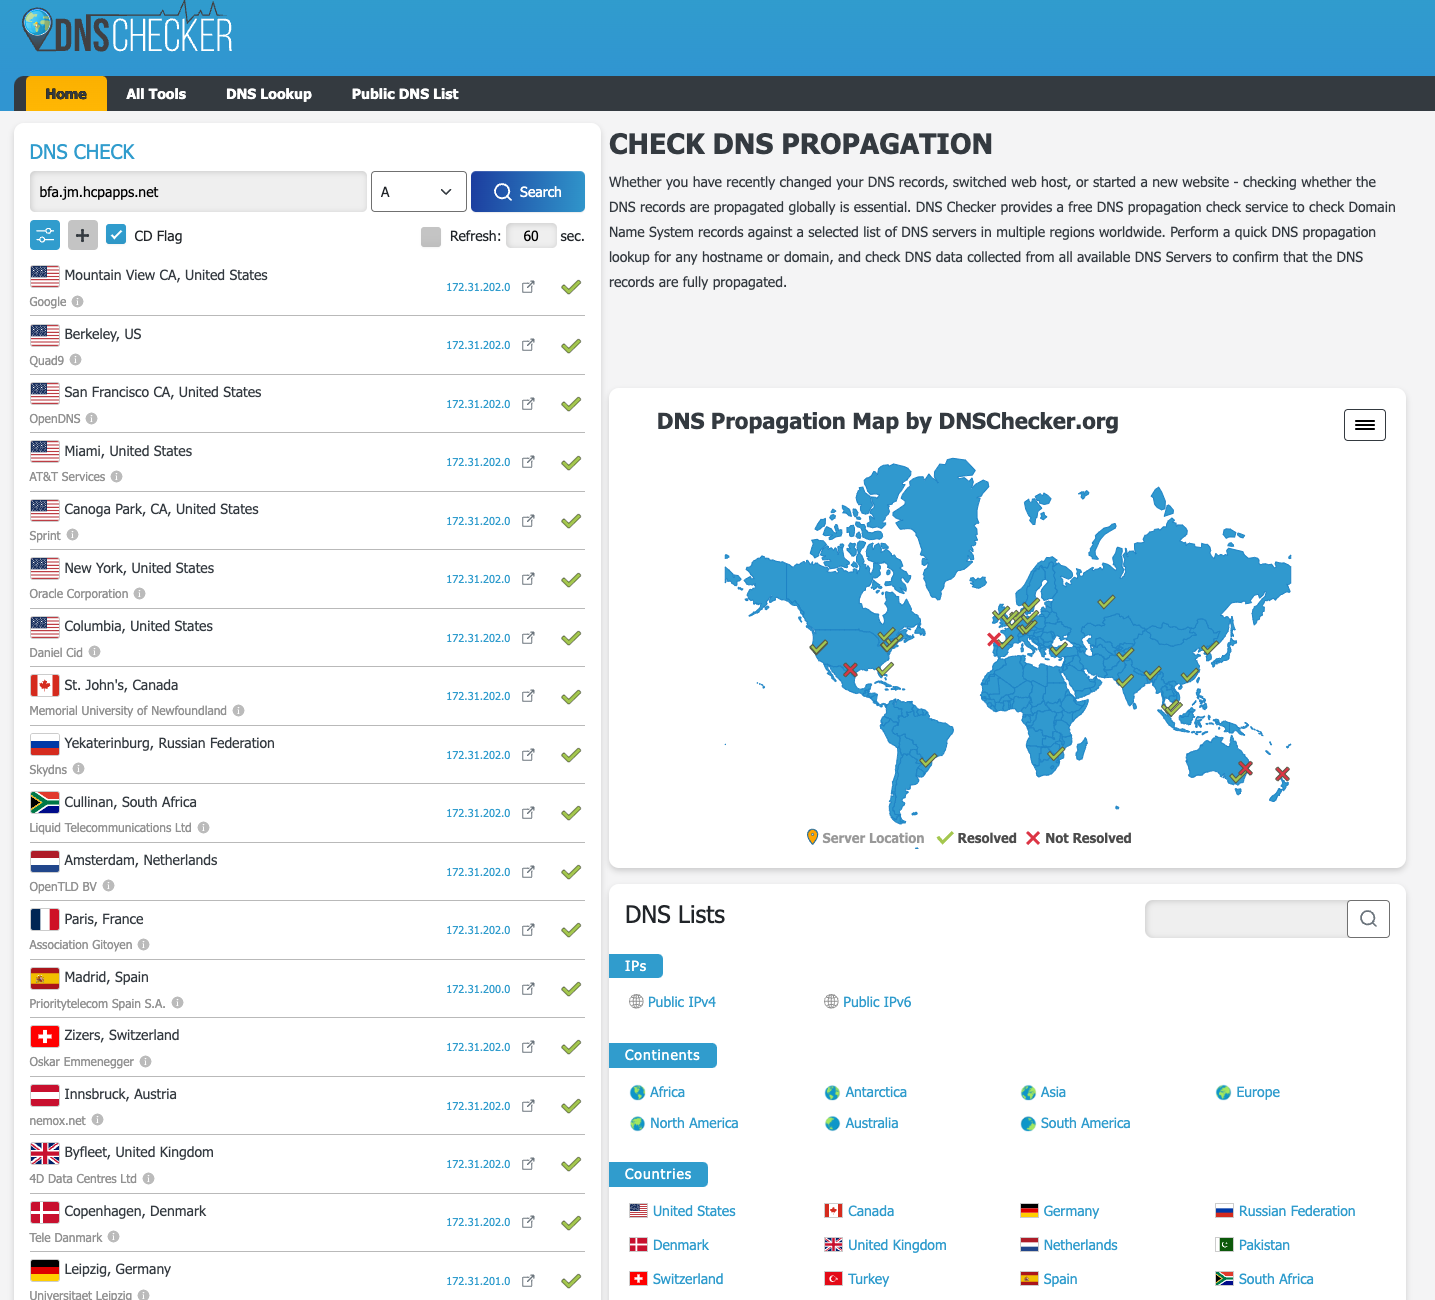 DNSCHECKER
Home
All Tools
DNS Lookup
Public DNS List
DNS CHECK
bfa.jm.hcpapps.net
A
Search
CD Flag
Refresh: 60 sec.
Mountain View CA, United States
Google
172.31.202.0
Berkeley, US
Quad9
172.31.202.0
San Francisco CA, United States
OpenDNS
172.31.202.0
Miami, United States
AT&T Services
172.31.202.0
Canoga Park, CA, United States
Sprint
172.31.202.0
New York, United States
Oracle Corporation
172.31.202.0
Columbia, United States
Daniel Cid
172.31.202.0
St. John's, Canada
Memorial University of Newfoundland
172.31.202.0
Yekaterinburg, Russian Federation
Skydns
172.31.202.0
Cullinan, South Africa
Liquid Telecommunications Ltd
172.31.202.0
Amsterdam, Netherlands
OpenTLD BV
172.31.202.0
Paris, France
Association Gitoyen
172.31.202.0
Madrid, Spain
Prioritytelecom Spain S.A.
172.31.200.0
Zizers, Switzerland
Oskar Emmenegger
172.31.202.0
Innsbruck, Austria
nemox.net
172.31.202.0
Byfleet, United Kingdom
4D Data Centres Ltd
172.31.202.0
Copenhagen, Denmark
Tele Danmark
172.31.202.0
Leipzig, Germany
Universitaet Leipzig
172.31.201.0
CHECK DNS PROPAGATION
Whether you have recently changed your DNS records, switched web host, or started a new website - checking whether the
DNS records are propagated globally is essential. DNS Checker provides a free DNS propagation check service to check Domain
Name System records against a selected list of DNS servers in multiple regions worldwide. Perform a quick DNS propagation
lookup for any hostname or domain, and check DNS data collected from all available DNS Servers to confirm that the DNS
records are fully propagated.
DNS Propagation Map by DNSChecker.org
Server Location
Resolved
Not Resolved
DNS Lists
IPs
Public IPv4
Public IPv6
Continents
Africa
Antarctica
Asia
Europe
North America
Australia
South America
Countries
United States
Canada
Germany
Russian Federation
Denmark
United Kingdom
Netherlands
Pakistan
Switzerland
Turkey
Spain
South Africa